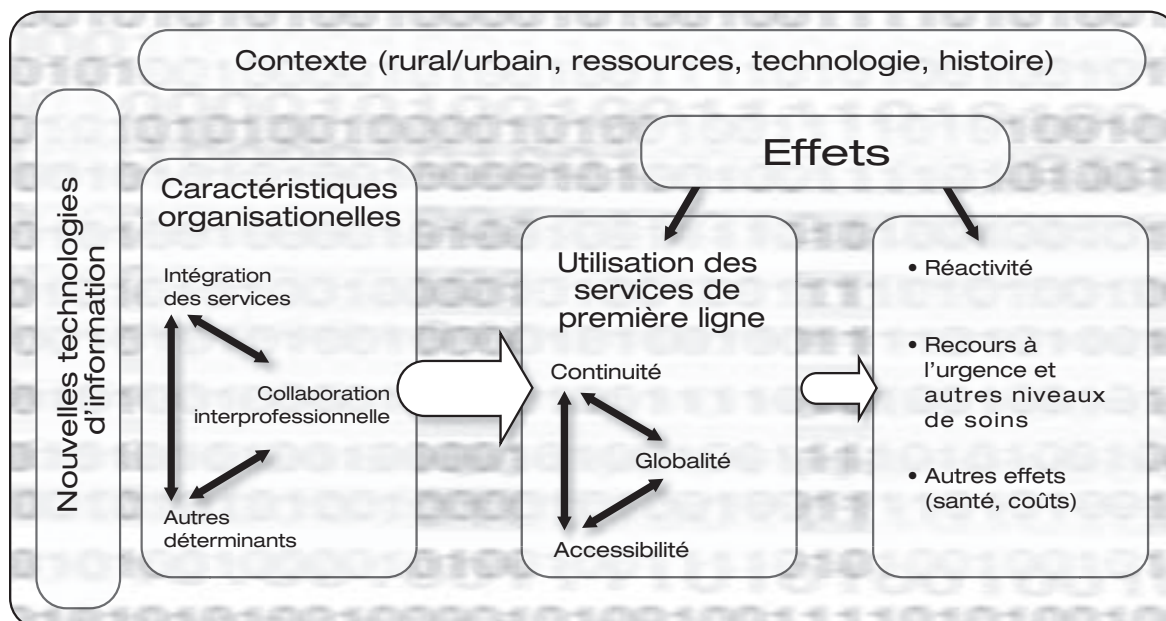 Contexte (rural/urbain, ressources, technologie, histoire)
Nouvelles technologies
d'information
Caractéristiques
organisationelles
Intégration
des services
Collaboration
interprofessionnelle
Autres
déterminants
Effets
Utilisation des
services de
première ligne
Continuité
Globalité
Accessibilité
• Réactivité
• Recours à
l'urgence et
autres niveaux
de soins
• Autres effets
(santé, coûts)